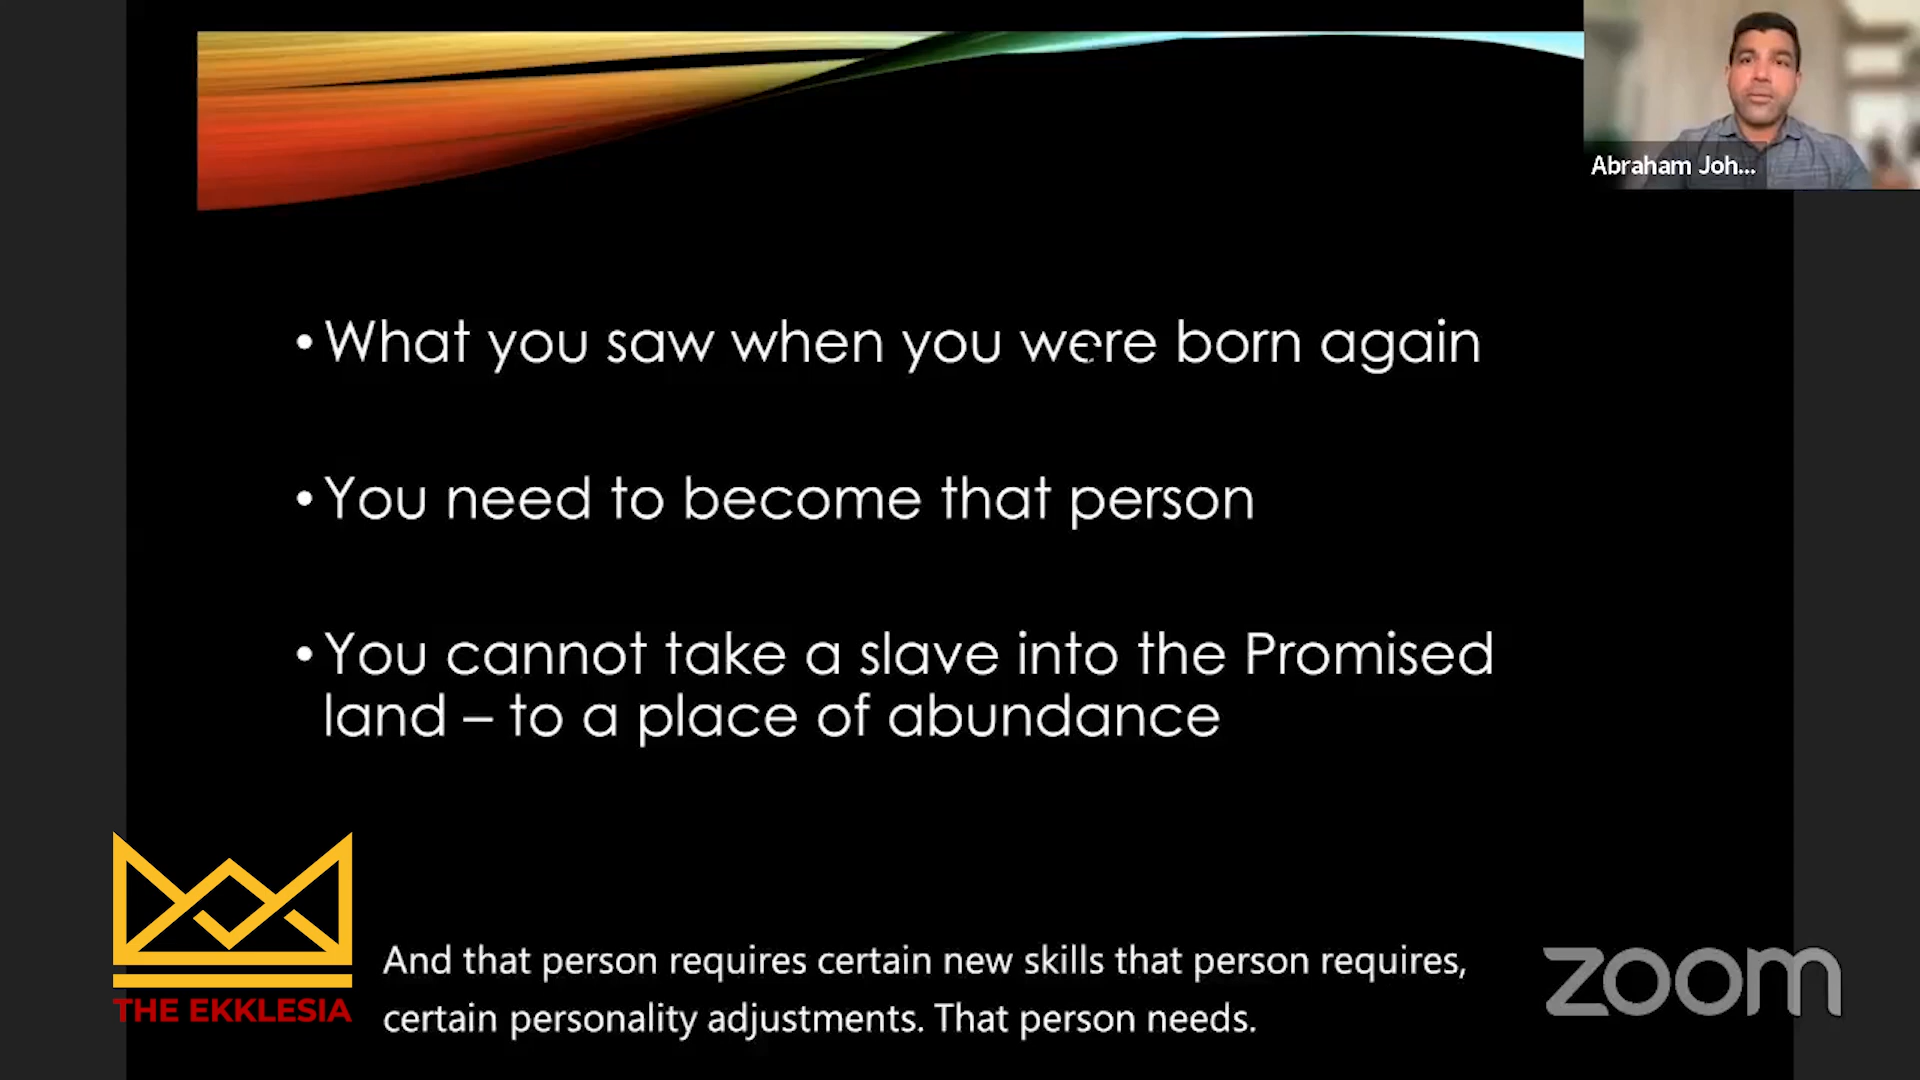 Abraham Joh...
• What you saw when you were born again
• You need to become that person
• You cannot take a slave into the Promised
land – to a place of abundance
THE EKKLESIA
And that person requires certain new skills that person requires,
certain personality adjustments. That person needs.
zoom